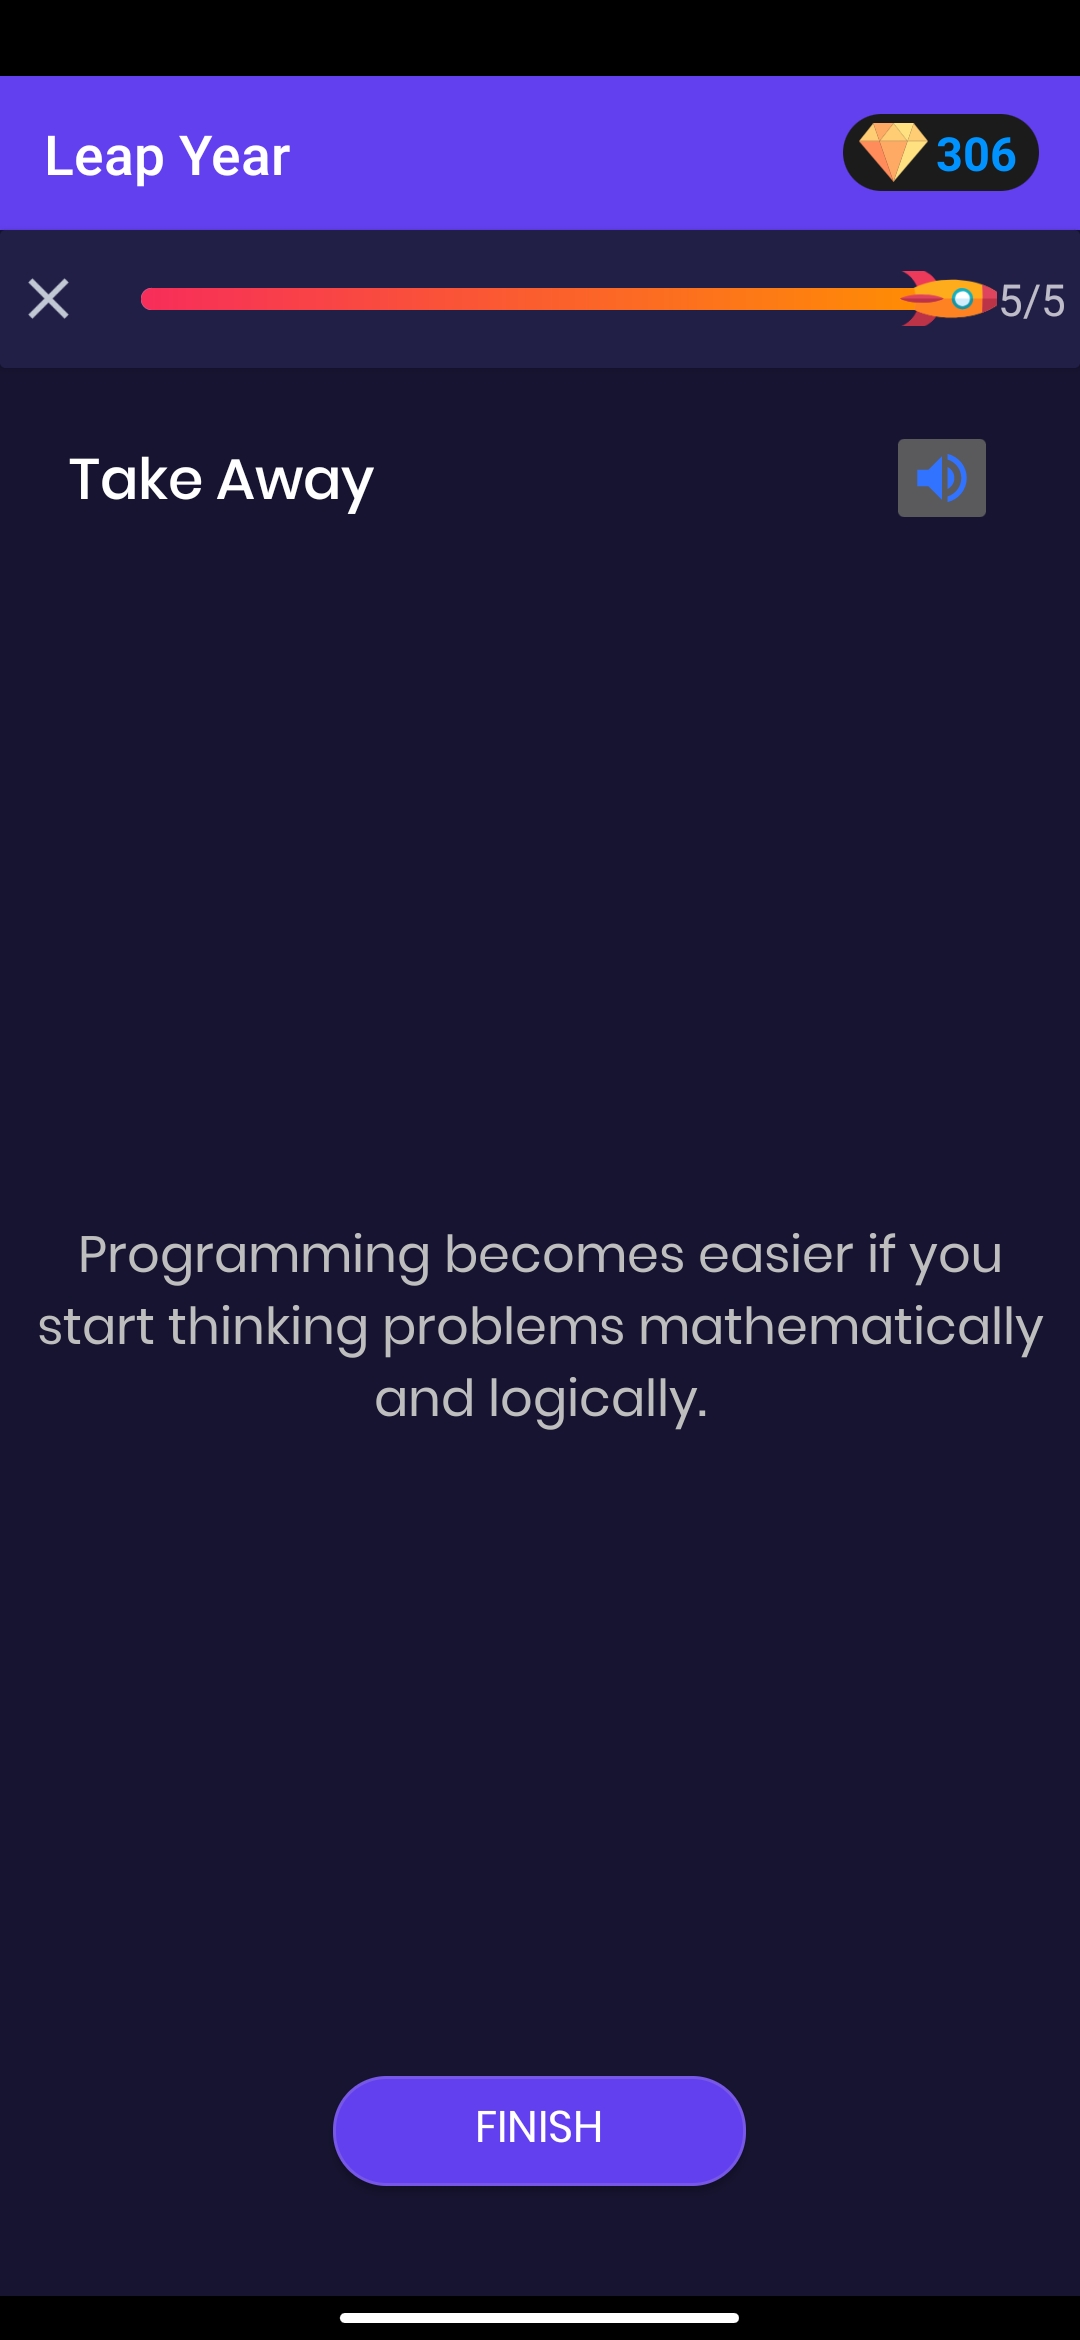 Leap Year
306
5/5
Take Away
Programming becomes easier if you
start thinking problems mathematically
and logically.
FINISH